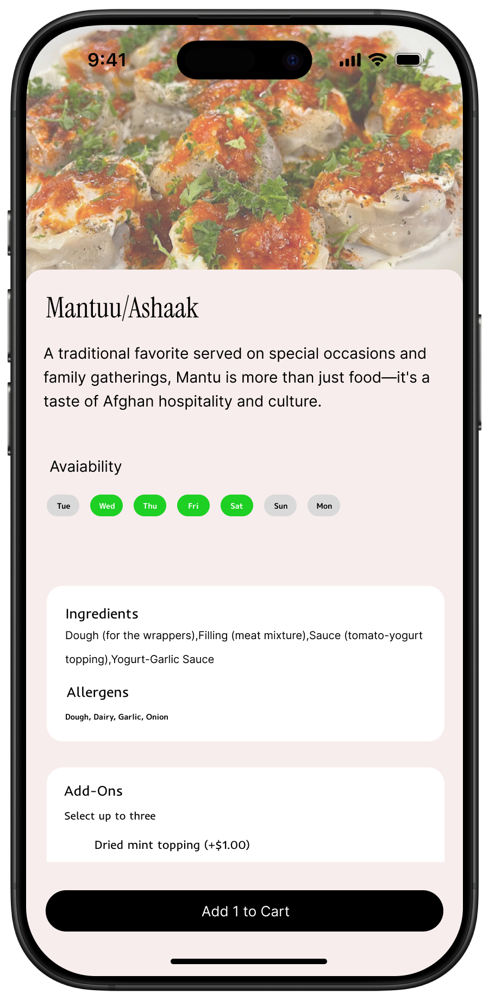 9:41
Mantuu/Ashaak
A traditional favorite served on special occasions and
family gatherings, Mantu is more than just food—it's a
taste of Afghan hospitality and culture.
Avaiability
Tue Wed Thu Fri Sat Sun Mon
Ingredients
Dough (for the wrappers),Filling (meat mixture),Sauce (tomato-yogurt
topping),Yogurt-Garlic Sauce
Allergens
Dough, Dairy, Garlic, Onion
Add-Ons
Select up to three
Dried mint topping (+$1.00)
Add 1 to Cart